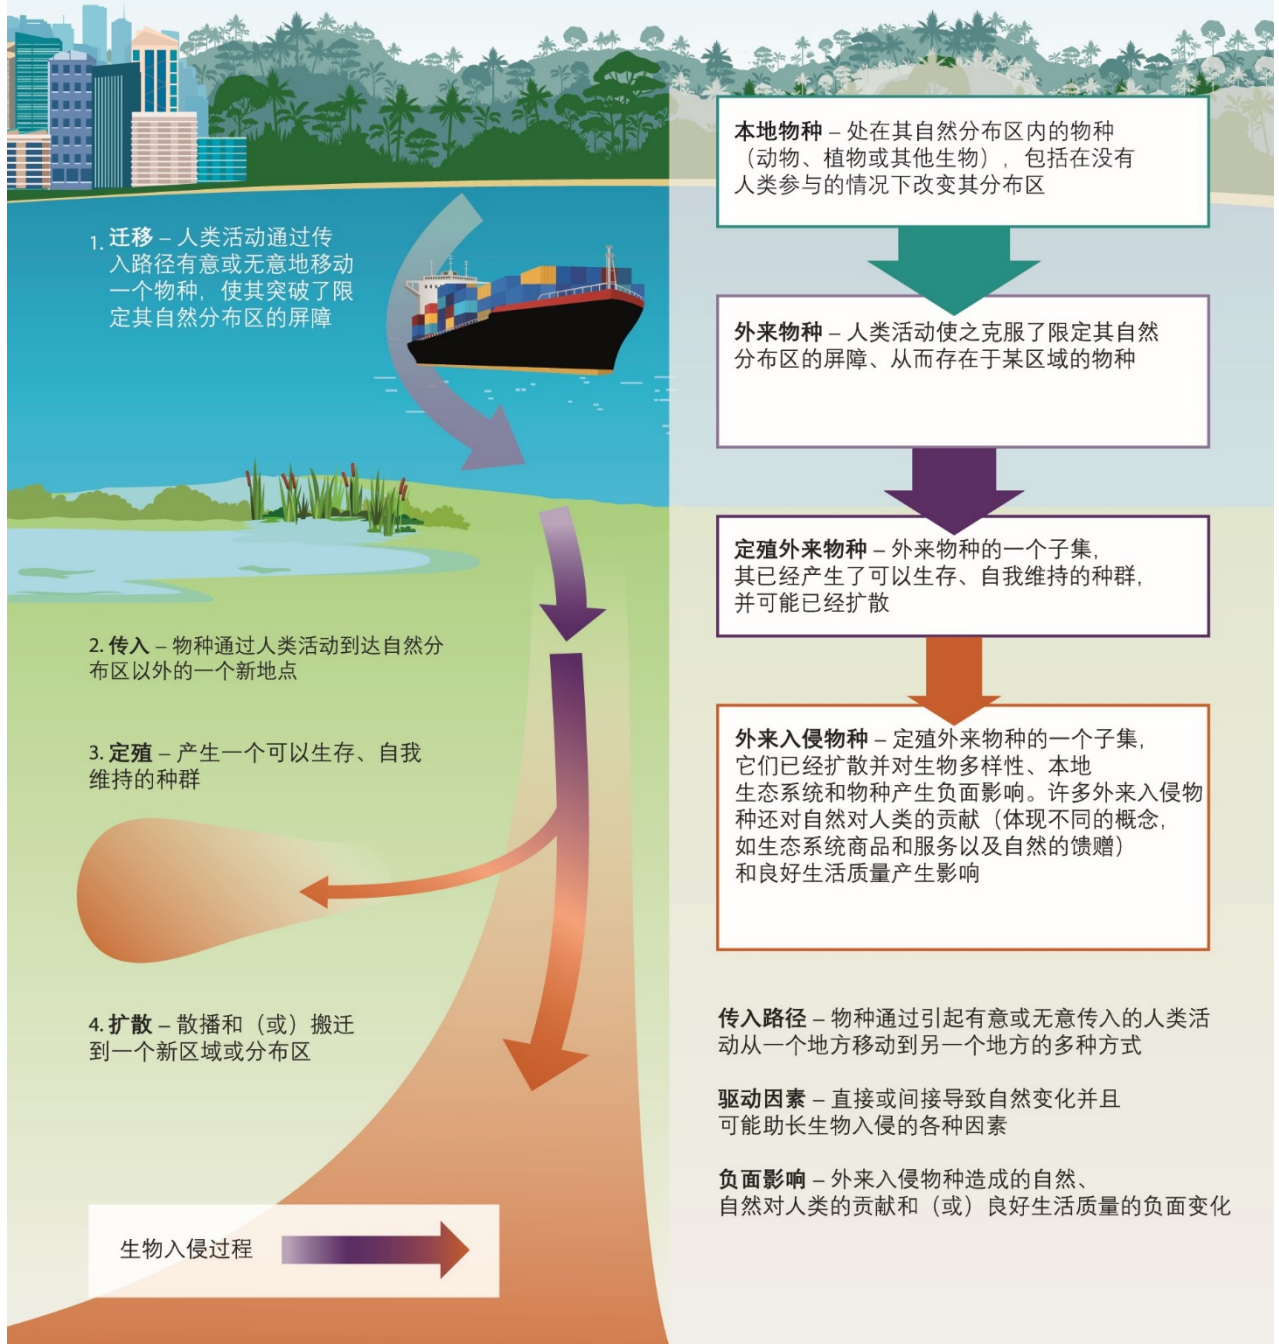 1. 迁移 – 人类活动通过传
入路径有意或无意地移动
一个物种，使其突破了限
定其自然分布区的屏障
2. 传入 – 物种通过人类活动到达自然分
布区以外的一个新地点
3. 定殖 – 产生一个可以生存、自我
维持的种群
4. 扩散 – 散播和（或）搬迁
到一个新区域或分布区
生物入侵过程
本地物种 – 处在其自然分布区内的物种
（动物、植物或其他生物），包括在没有
人类参与的情况下改变其分布区
外来物种 – 人类活动使之克服了限定其自然
分布区的屏障、从而存在于某区域的物种
定殖外来物种 – 外来物种的一个子集，
其已经产生了可以生存、自我维持的种群，
并可能已经扩散
外来入侵物种 – 定殖外来物种的一个子集，
它们已经扩散并对生物多样性、本地
生态系统和物种产生负面影响。许多外来入侵物
种还对自然对人类的贡献（体现不同的概念，
如生态系统商品和服务以及自然的馈赠）
和良好生活质量产生影响
传入路径 – 物种通过引起有意或无意传入的人类活
动从一个地方移动到另一个地方的多种方式
驱动因素 – 直接或间接导致自然变化并且
可能助长生物入侵的各种因素
负面影响 – 外来入侵物种造成的自然、
自然对人类的贡献和（或）良好生活质量的负面变化